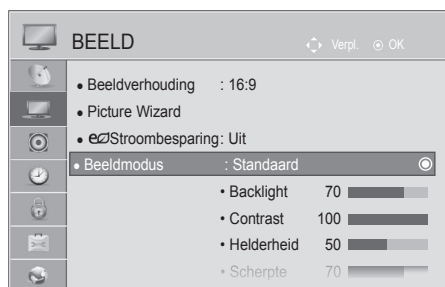 BEELD Verpl. OK
• Beeldverhouding : 16:9
• Picture Wizard
• eStroombesparing: Uit
• Beeldmodus : Standaard
• Backlight 70
• Contrast 100
• Helderheid 50
• Scherpte 70